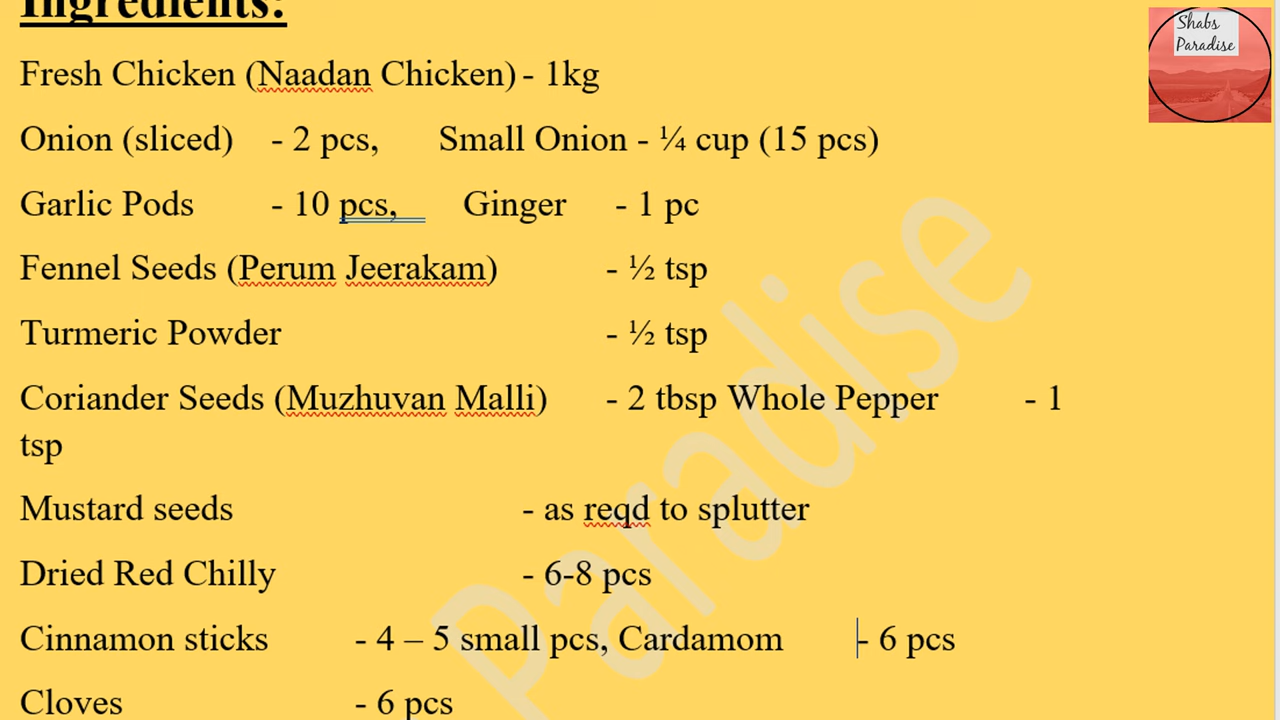 Ingredients:
Shabs
Paradise
Fresh Chicken (Naadan Chicken) - 1kg
Onion (sliced) - 2 pcs, Small Onion - ¼ cup (15 pcs)
Garlic Pods - 10 pcs, Ginger - 1 pc
Fennel Seeds (Perum Jeerakam) - ½ tsp
Turmeric Powder - ½ tsp
Coriander Seeds (Muzhuvan Malli) - 2 tbsp Whole Pepper - 1
tsp
Mustard seeds - as reqd to splutter
Dried Red Chilly - 6-8 pcs
Cinnamon sticks - 4 – 5 small pcs, Cardamom - 6 pcs
Cloves - 6 pcs
Paradise